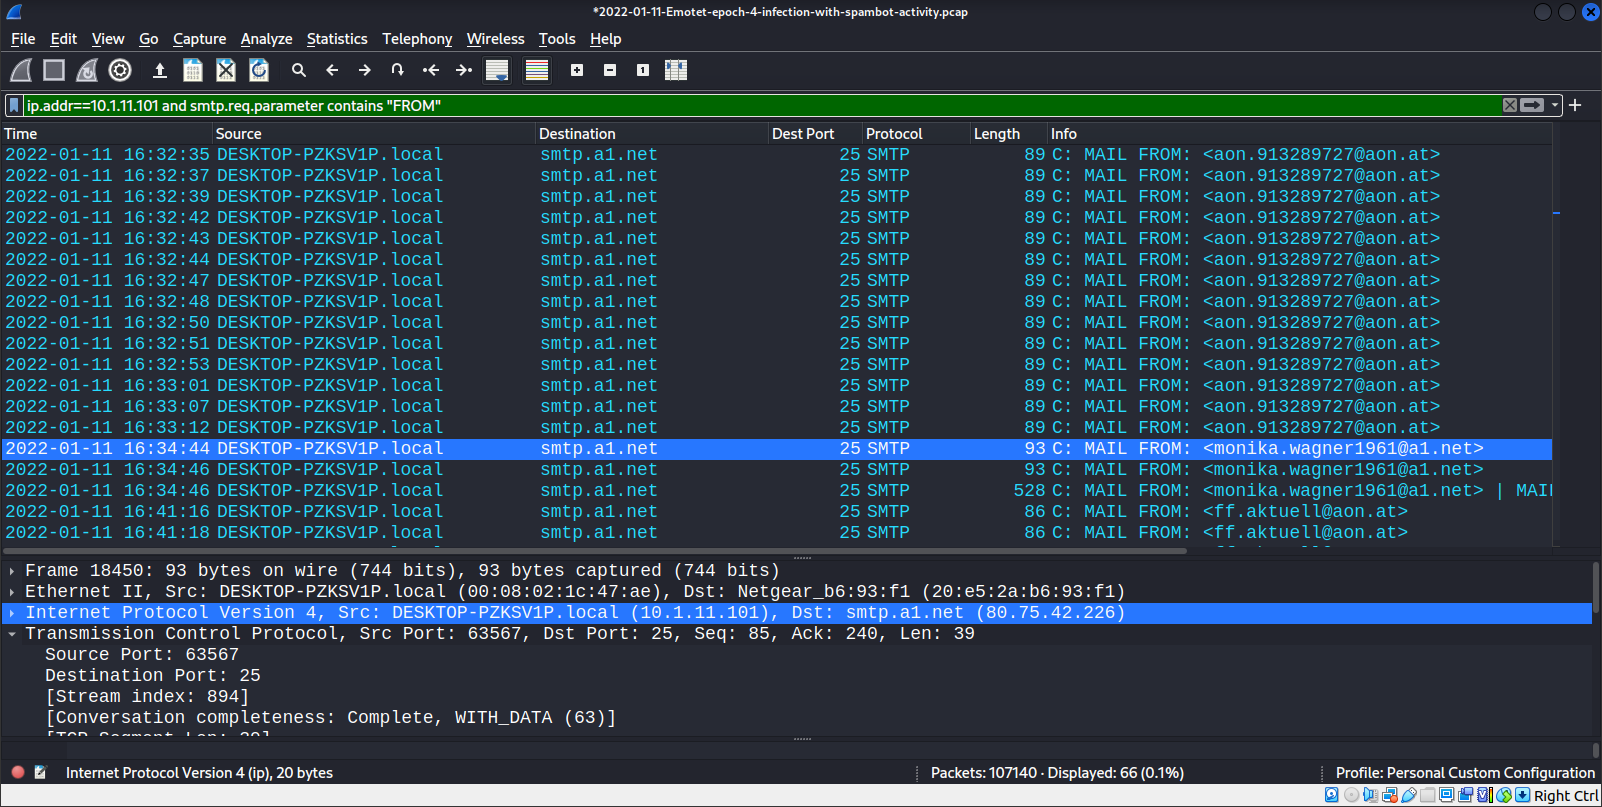 *2022-01-11-Emotet-epoch-4-infection-with-spambot-activity.pcap
File Edit View Go Capture Analyze Statistics Telephony Wireless Tools Help
ip.addr==10.1.11.101 and smtp.req.parameter contains "FROM"
Time Source Destination Dest Port Protocol Length Info
2022-01-11 16:32:35 DESKTOP-PZKSV1P.local smtp.a1.net 25 SMTP 89 C: MAIL FROM: <aon.913289727@aon.at>
2022-01-11 16:32:37 DESKTOP-PZKSV1P.local smtp.a1.net 25 SMTP 89 C: MAIL FROM: <aon.913289727@aon.at>
2022-01-11 16:32:39 DESKTOP-PZKSV1P.local smtp.a1.net 25 SMTP 89 C: MAIL FROM: <aon.913289727@aon.at>
2022-01-11 16:32:42 DESKTOP-PZKSV1P.local smtp.a1.net 25 SMTP 89 C: MAIL FROM: <aon.913289727@aon.at>
2022-01-11 16:32:43 DESKTOP-PZKSV1P.local smtp.a1.net 25 SMTP 89 C: MAIL FROM: <aon.913289727@aon.at>
2022-01-11 16:32:44 DESKTOP-PZKSV1P.local smtp.a1.net 25 SMTP 89 C: MAIL FROM: <aon.913289727@aon.at>
2022-01-11 16:32:47 DESKTOP-PZKSV1P.local smtp.a1.net 25 SMTP 89 C: MAIL FROM: <aon.913289727@aon.at>
2022-01-11 16:32:48 DESKTOP-PZKSV1P.local smtp.a1.net 25 SMTP 89 C: MAIL FROM: <aon.913289727@aon.at>
2022-01-11 16:32:50 DESKTOP-PZKSV1P.local smtp.a1.net 25 SMTP 89 C: MAIL FROM: <aon.913289727@aon.at>
2022-01-11 16:32:51 DESKTOP-PZKSV1P.local smtp.a1.net 25 SMTP 89 C: MAIL FROM: <aon.913289727@aon.at>
2022-01-11 16:32:53 DESKTOP-PZKSV1P.local smtp.a1.net 25 SMTP 89 C: MAIL FROM: <aon.913289727@aon.at>
2022-01-11 16:33:01 DESKTOP-PZKSV1P.local smtp.a1.net 25 SMTP 89 C: MAIL FROM: <aon.913289727@aon.at>
2022-01-11 16:33:07 DESKTOP-PZKSV1P.local smtp.a1.net 25 SMTP 89 C: MAIL FROM: <aon.913289727@aon.at>
2022-01-11 16:33:12 DESKTOP-PZKSV1P.local smtp.a1.net 25 SMTP 89 C: MAIL FROM: <aon.913289727@aon.at>
2022-01-11 16:34:44 DESKTOP-PZKSV1P.local smtp.a1.net 25 SMTP 93 C: MAIL FROM: <monika.wagner1961@a1.net>
2022-01-11 16:34:46 DESKTOP-PZKSV1P.local smtp.a1.net 25 SMTP 93 C: MAIL FROM: <monika.wagner1961@a1.net>
2022-01-11 16:34:46 DESKTOP-PZKSV1P.local smtp.a1.net 25 SMTP 528 C: MAIL FROM: <monika.wagner1961@a1.net> | MAIL
2022-01-11 16:41:16 DESKTOP-PZKSV1P.local smtp.a1.net 25 SMTP 86 C: MAIL FROM: <ff.aktuell@aon.at>
2022-01-11 16:41:18 DESKTOP-PZKSV1P.local smtp.a1.net 25 SMTP 86 C: MAIL FROM: <ff.aktuell@aon.at>
Frame 18450: 93 bytes on wire (744 bits), 93 bytes captured (744 bits)
Ethernet II, Src: DESKTOP-PZKSV1P.local (00:08:02:1c:47:ae), Dst: Netgear_b6:93:f1 (20:e5:2a:b6:93:f1)
Internet Protocol Version 4, Src: DESKTOP-PZKSV1P.local (10.1.11.101), Dst: smtp.a1.net (80.75.42.226)
Transmission Control Protocol, Src Port: 63567, Dst Port: 25, Seq: 85, Ack: 240, Len: 39
Source Port: 63567
Destination Port: 25
[Stream index: 894]
[Conversation completeness: Complete, WITH_DATA (63)]
[TCP Segment Len: 39]
Internet Protocol Version 4 (ip), 20 bytes Packets: 107140 · Displayed: 66 (0.1%) Profile: Personal Custom Configuration
Right Ctrl